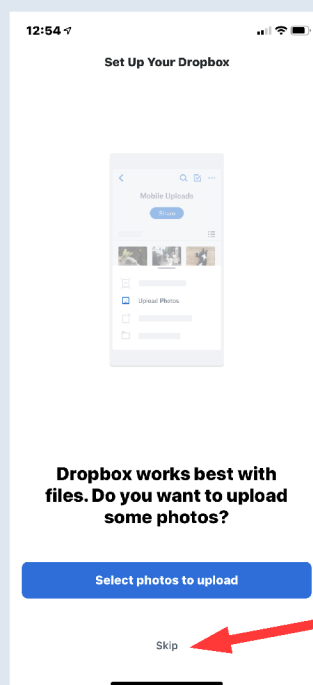 12:54
Set Up Your Dropbox
Mobile Uploads
Share
Upload Photos
Dropbox works best with
files. Do you want to upload
some photos?
Select photos to upload
Skip